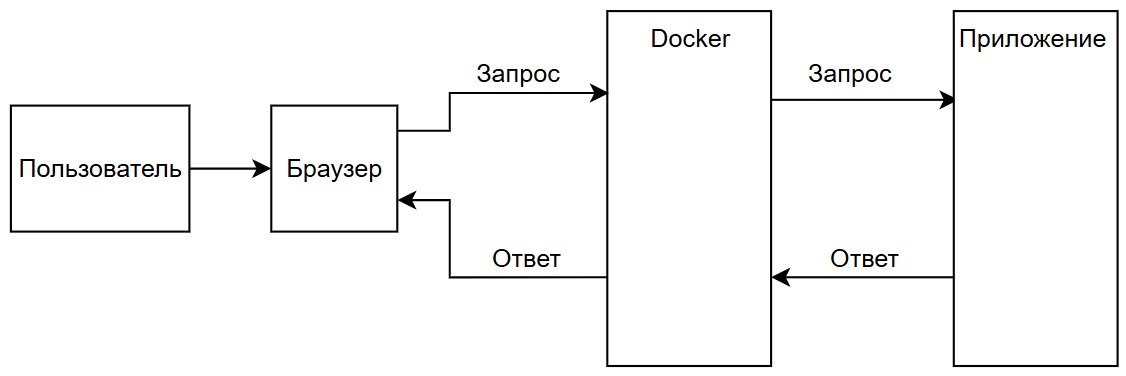 Docker
Приложение
Запрос
Запрос
Пользователь
Браузер
Ответ
Ответ